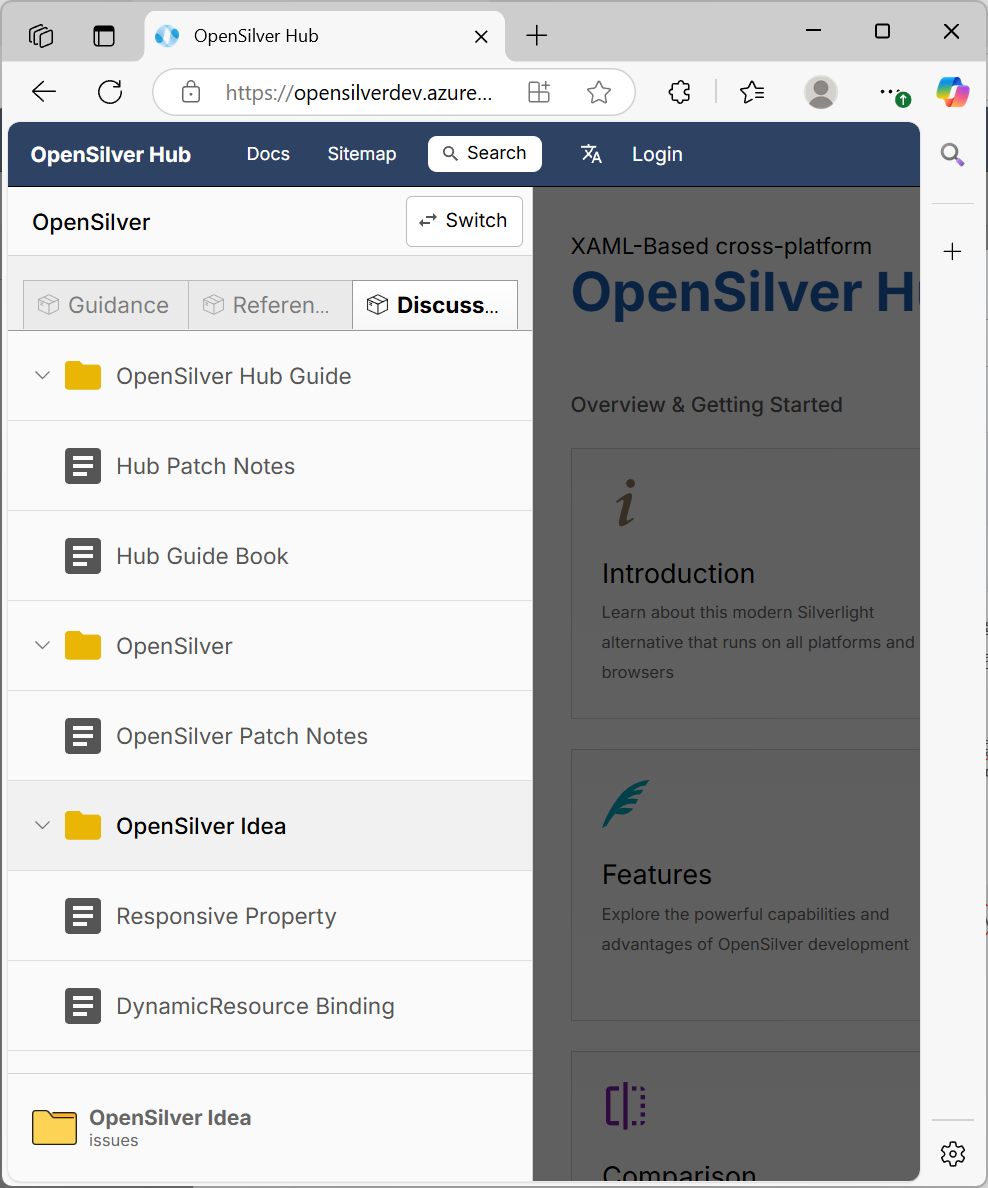 OpenSilver Hub
https://opensilverdev.azure...
OpenSilver Hub
Docs
Sitemap
Search
Login
OpenSilver
Switch
Guidance
Referen...
Discuss...
OpenSilver Hub Guide
Hub Patch Notes
Hub Guide Book
OpenSilver
OpenSilver Patch Notes
OpenSilver Idea
Responsive Property
DynamicResource Binding
OpenSilver Idea
issues
XAML-Based cross-platform
OpenSilver Hu
Overview & Getting Started
Introduction
Learn about this modern Silverlight
alternative that runs on all platforms and
browsers
Features
Explore the powerful capabilities and
advantages of OpenSilver development
Comparison